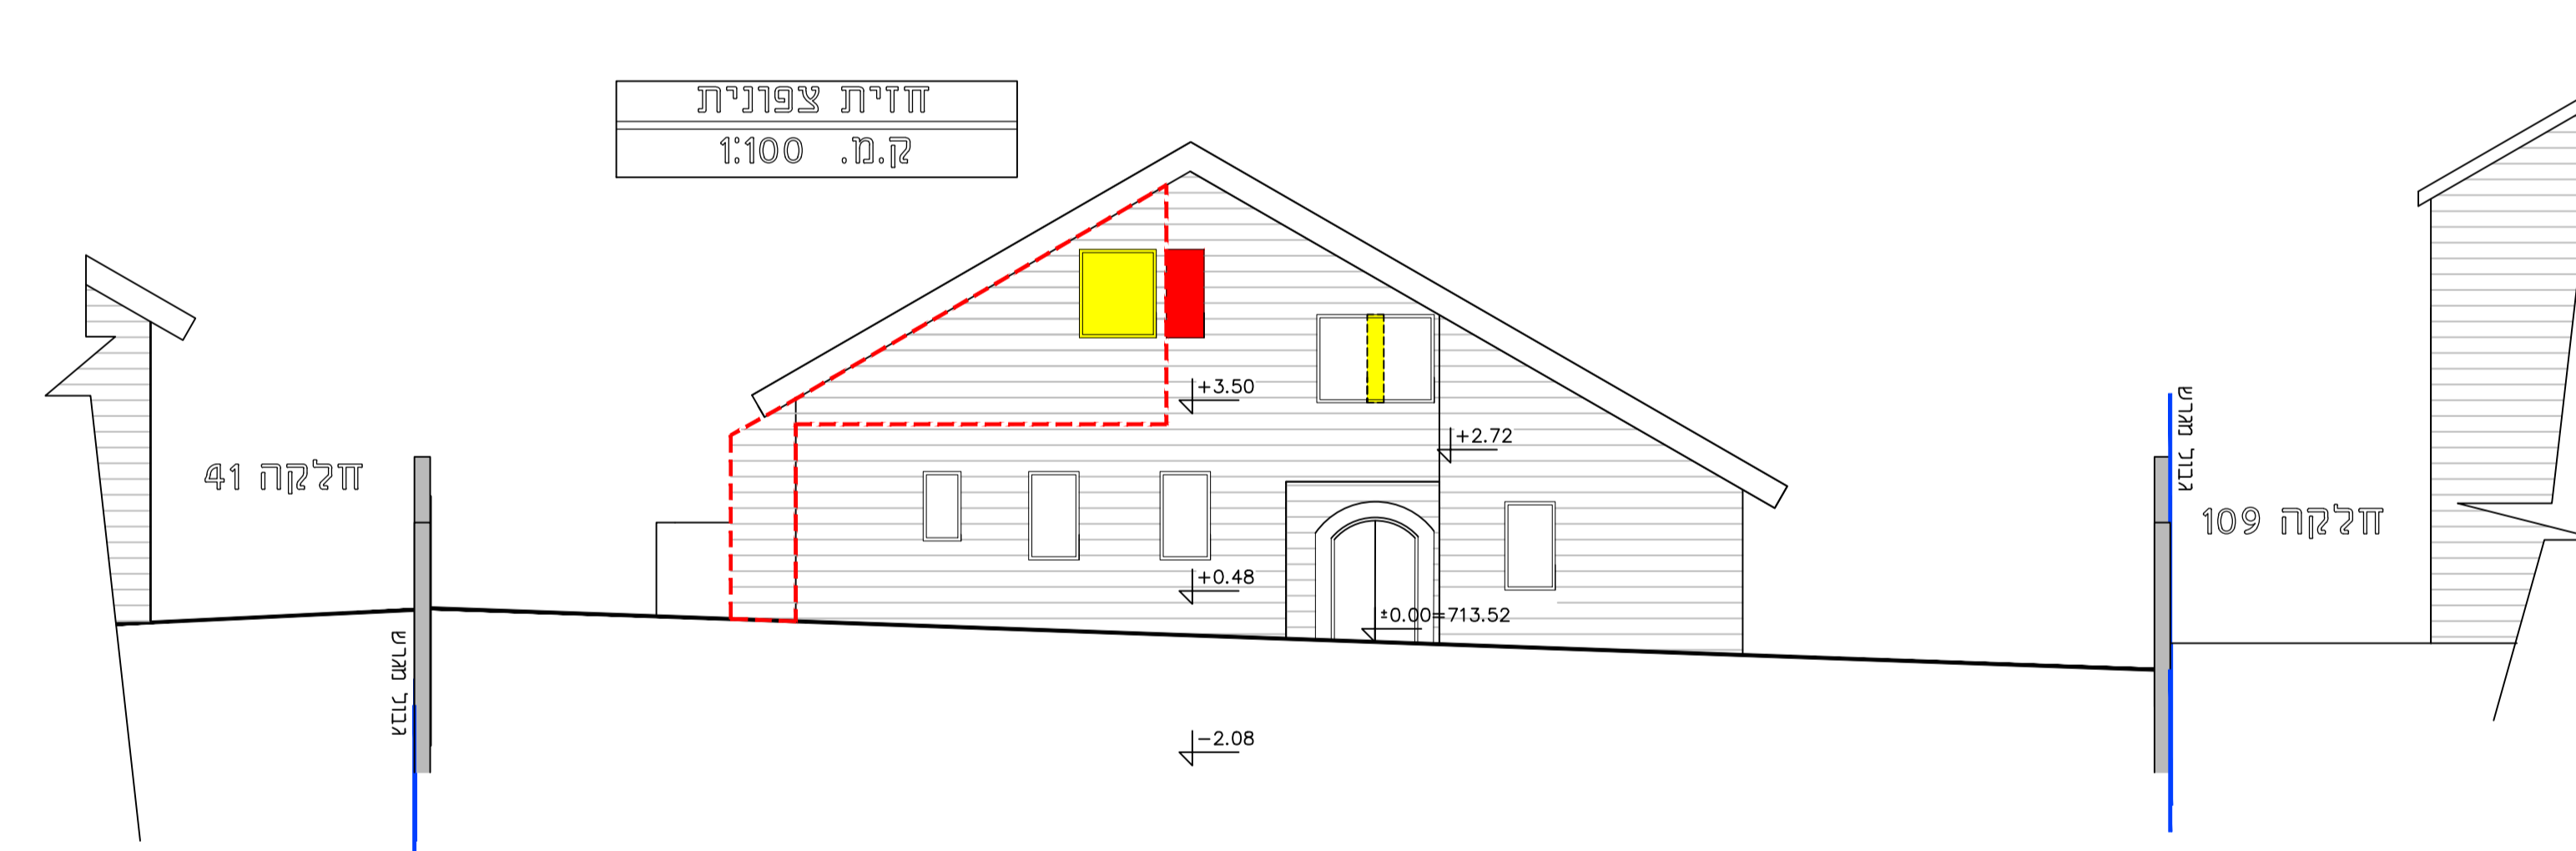 חזית צפונית
ק.מ. 1:100
+3.50
+2.72
חלקה 41
גבול מגרש
חלקה 109
+0.48
±0.00=713.52
גבול מגרש
-2.08